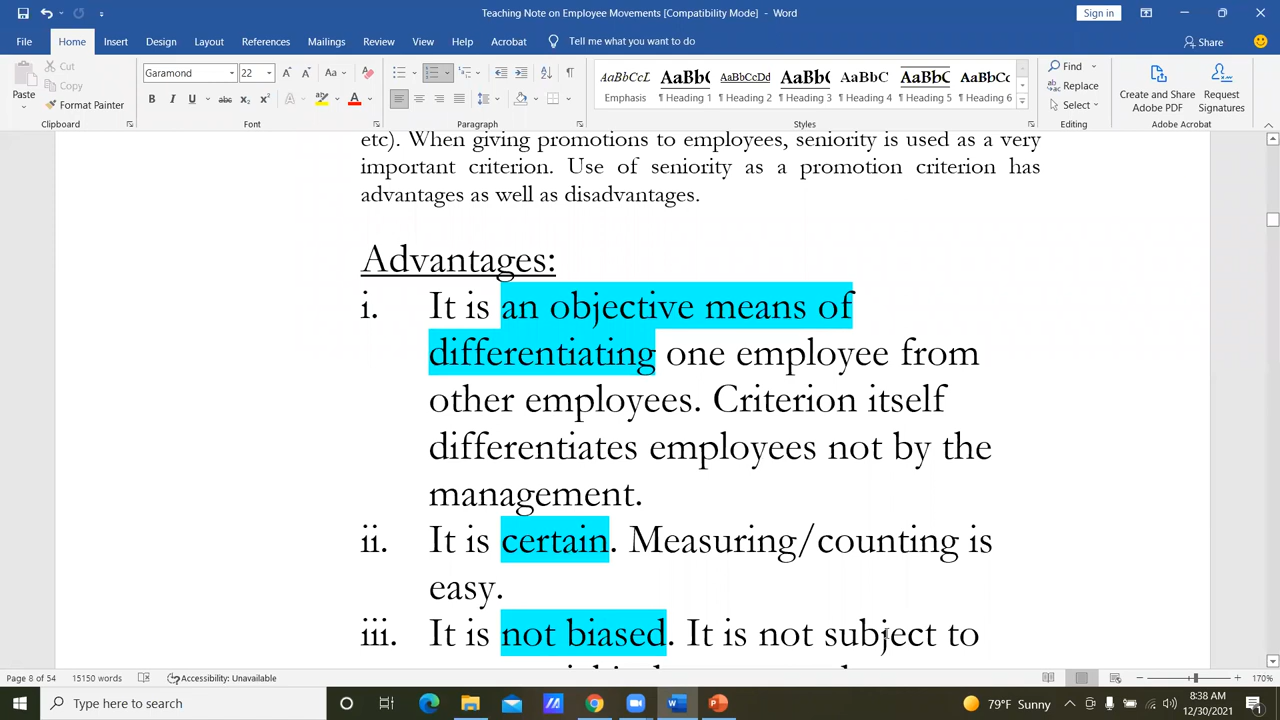 Teaching Note on Employee Movements [Compatibility Mode] - Word
Sign in
File Home Insert Design Layout References Mailings Review View Help Acrobat Tell me what you want to do Share
Paste
Cut
Copy
Format Painter
Clipboard
Garamond 22
Font
Paragraph
AaBbCcL AaBb( AaBbCcDd AaBb( AaBbC AaBbC AaBbCc
Emphasis ¶ Heading 1 ¶ Heading 2 ¶ Heading 3 ¶ Heading 4 ¶ Heading 5 ¶ Heading 6
Styles
Find
Replace
Select
Editing
Create and Share
Adobe PDF
Request
Signatures
Adobe Acrobat
etc). When giving promotions to employees, seniority is used as a very
important criterion. Use of seniority as a promotion criterion has
advantages as well as disadvantages.
Advantages:
i. It is an objective means of
differentiating one employee from
other employees. Criterion itself
differentiates employees not by the
management.
ii. It is certain. Measuring/counting is
easy.
iii. It is not biased. It is not subject to
Page 8 of 54 15150 words Accessibility: Unavailable 170%
Type here to search
79°F Sunny
8:38 AM
12/30/2021